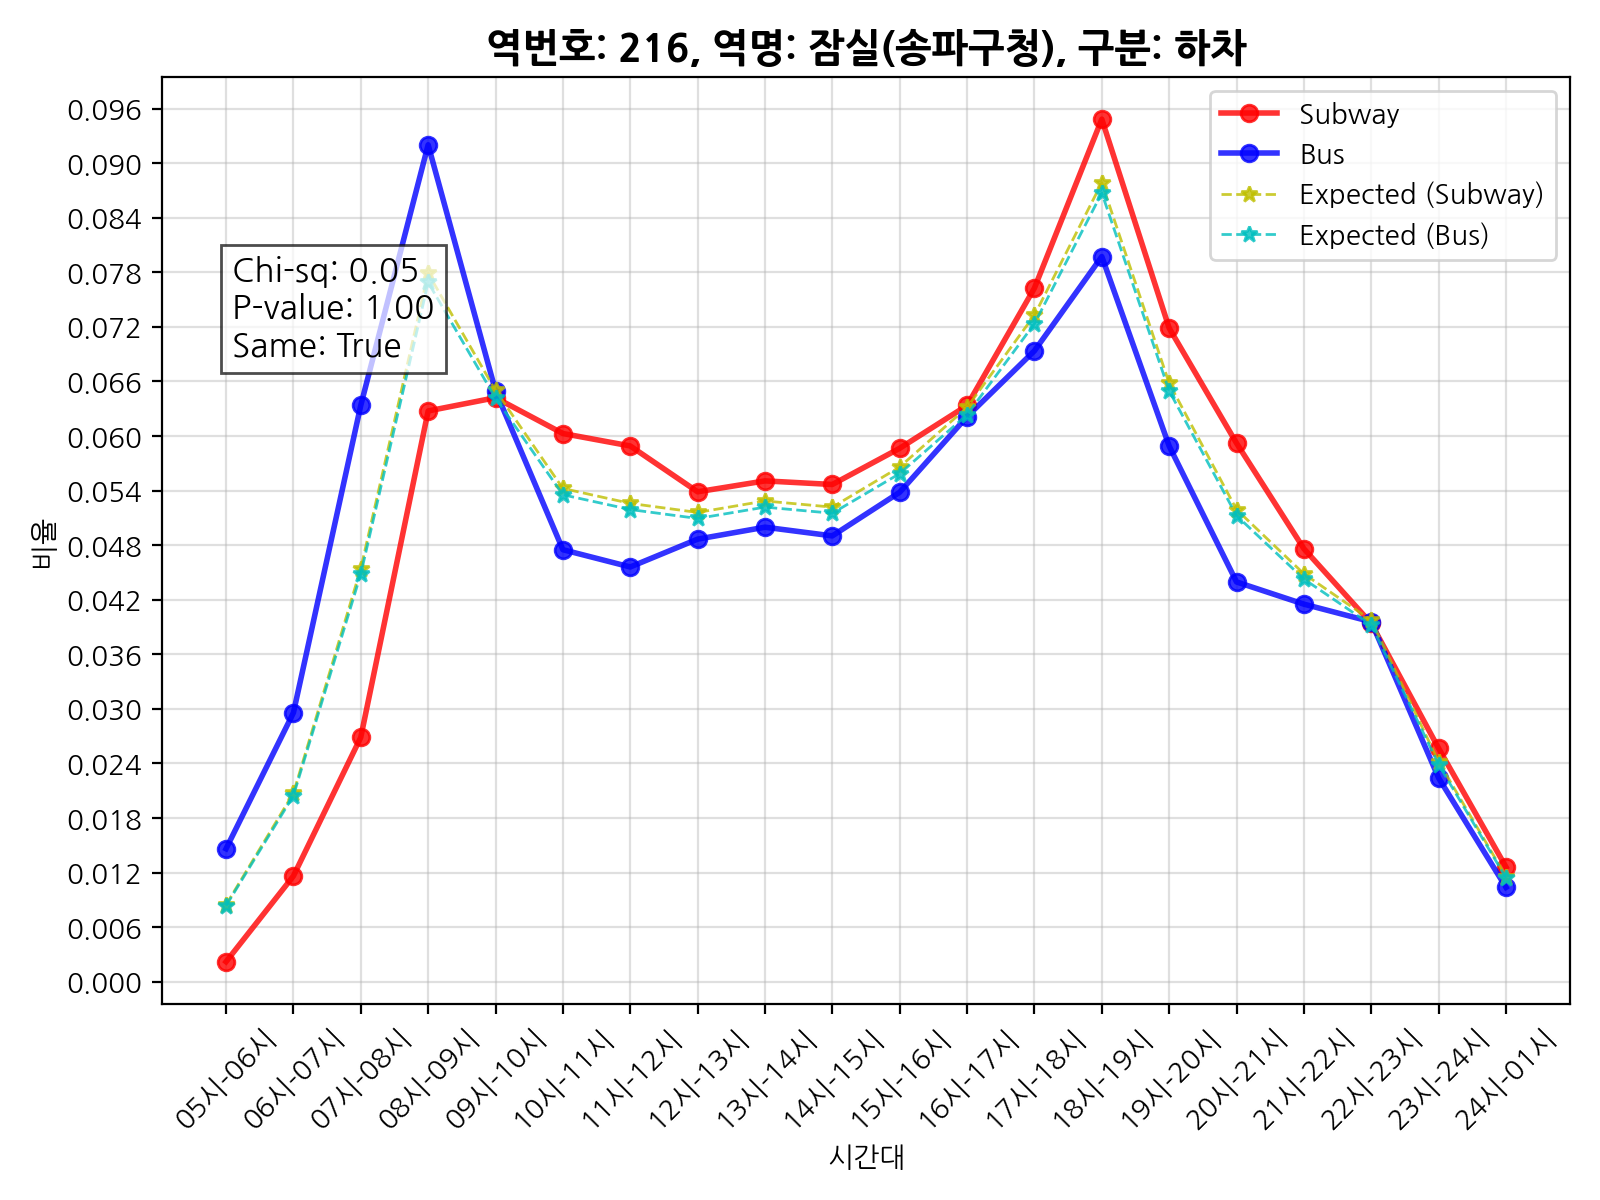 역번호: 216, 역명: 잠실(송파구청), 구분: 하차
0.096
0.090
0.084
0.078
0.072
0.066
0.060
0.054
0.048
0.042
0.036
0.030
0.024
0.018
0.012
0.006
0.000
비율
Chi-sq: 0.05
P-value: 1.00
Same: True
Subway
Bus
Expected (Subway)
Expected (Bus)
05시-06시
06시-07시
07시-08시
08시-09시
09시-10시
10시-11시
11시-12시
12시-13시
13시-14시
14시-15시
15시-16시
16시-17시
17시-18시
18시-19시
19시-20시
20시-21시
21시-22시
22시-23시
23시-24시
24시-01시
시간대